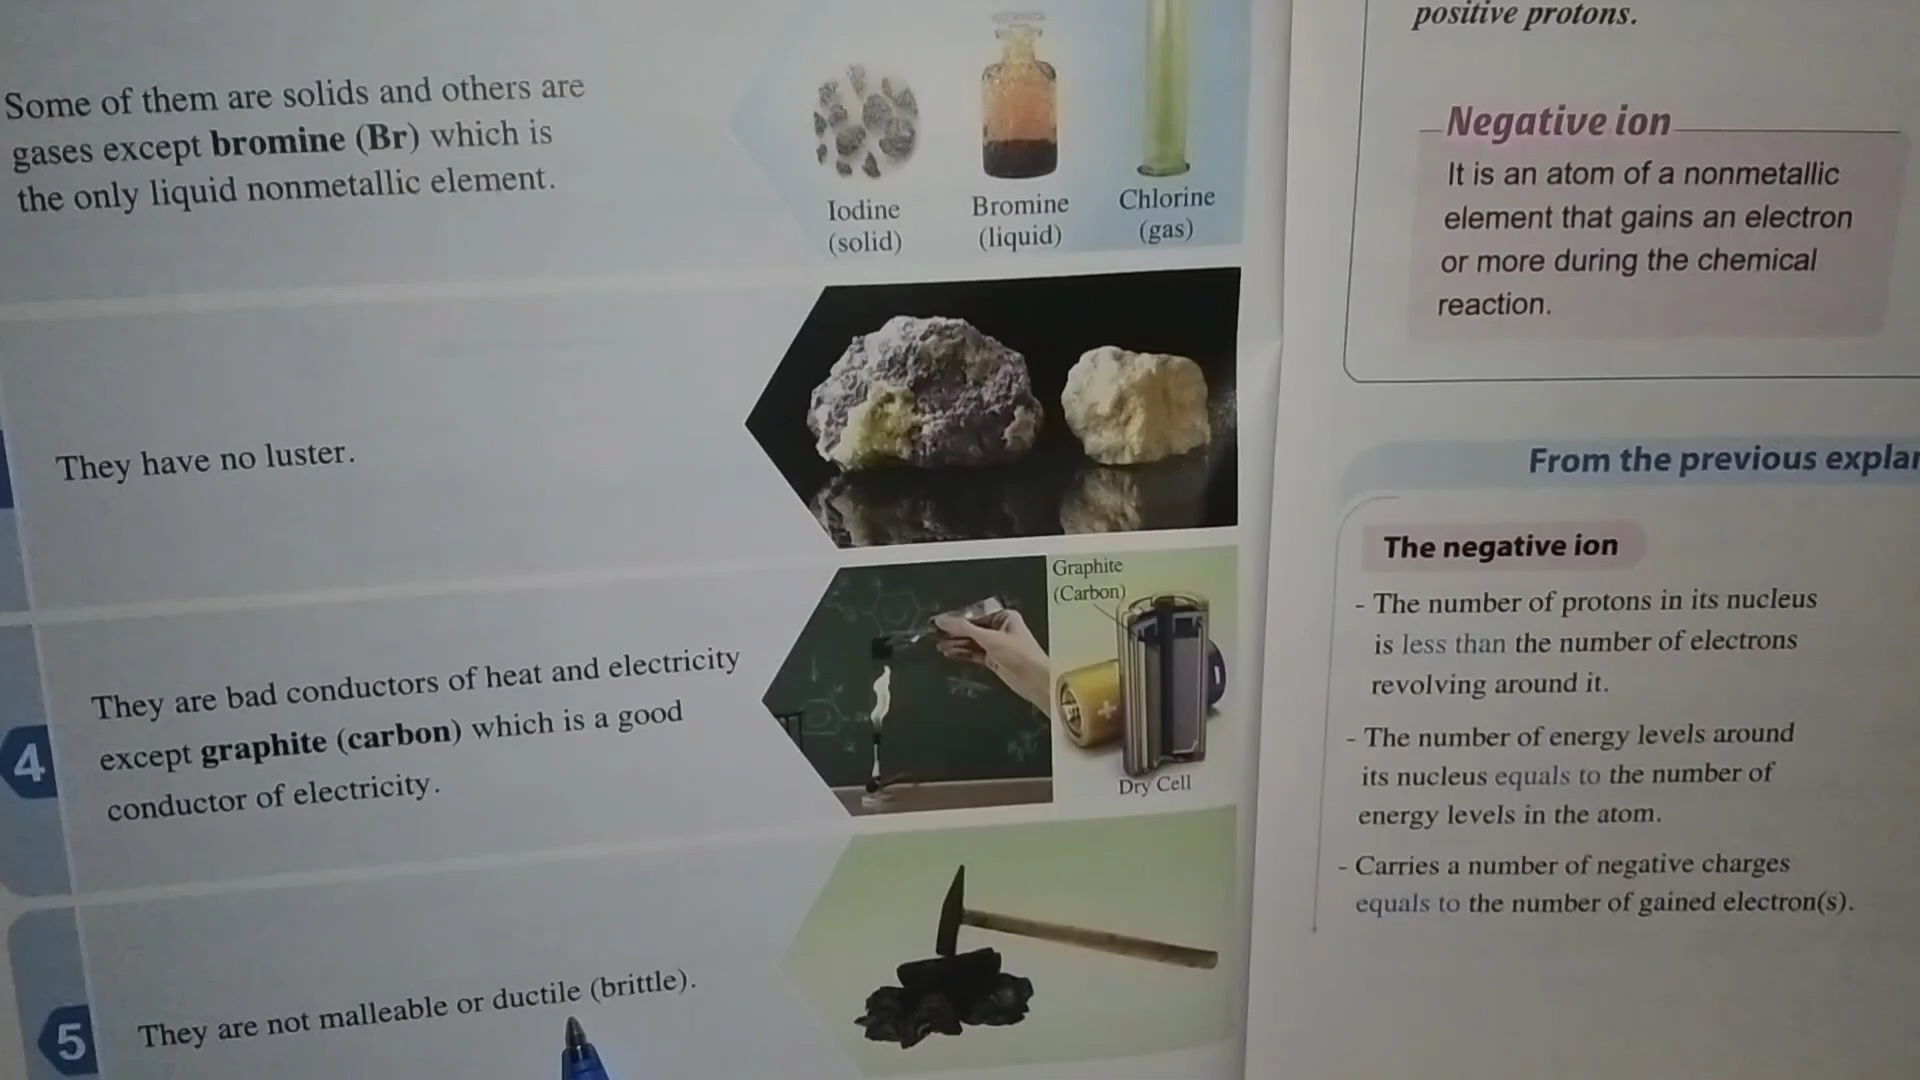 Some of them are solids and others are
gases except bromine (Br) which is
the only liquid nonmetallic element.
Iodine
(solid)
Bromine
(liquid)
Chlorine
(gas)
They have no luster.
4
They are bad conductors of heat and electricity
except graphite (carbon) which is a good
conductor of electricity.
Graphite
(Carbon)
+
Dry Cell
5
They are not malleable or ductile (brittle).
positive protons.
Negative ion
It is an atom of a nonmetallic
element that gains an electron
or more during the chemical
reaction.
From the previous
The negative ion
- The number of protons in its nucleus
is less than the number of electrons
revolving around it.
- The number of energy levels around
its nucleus equals to the number of
energy levels in the atom.
- Carries a number of negative charges
equals to the number of gained electron(s).